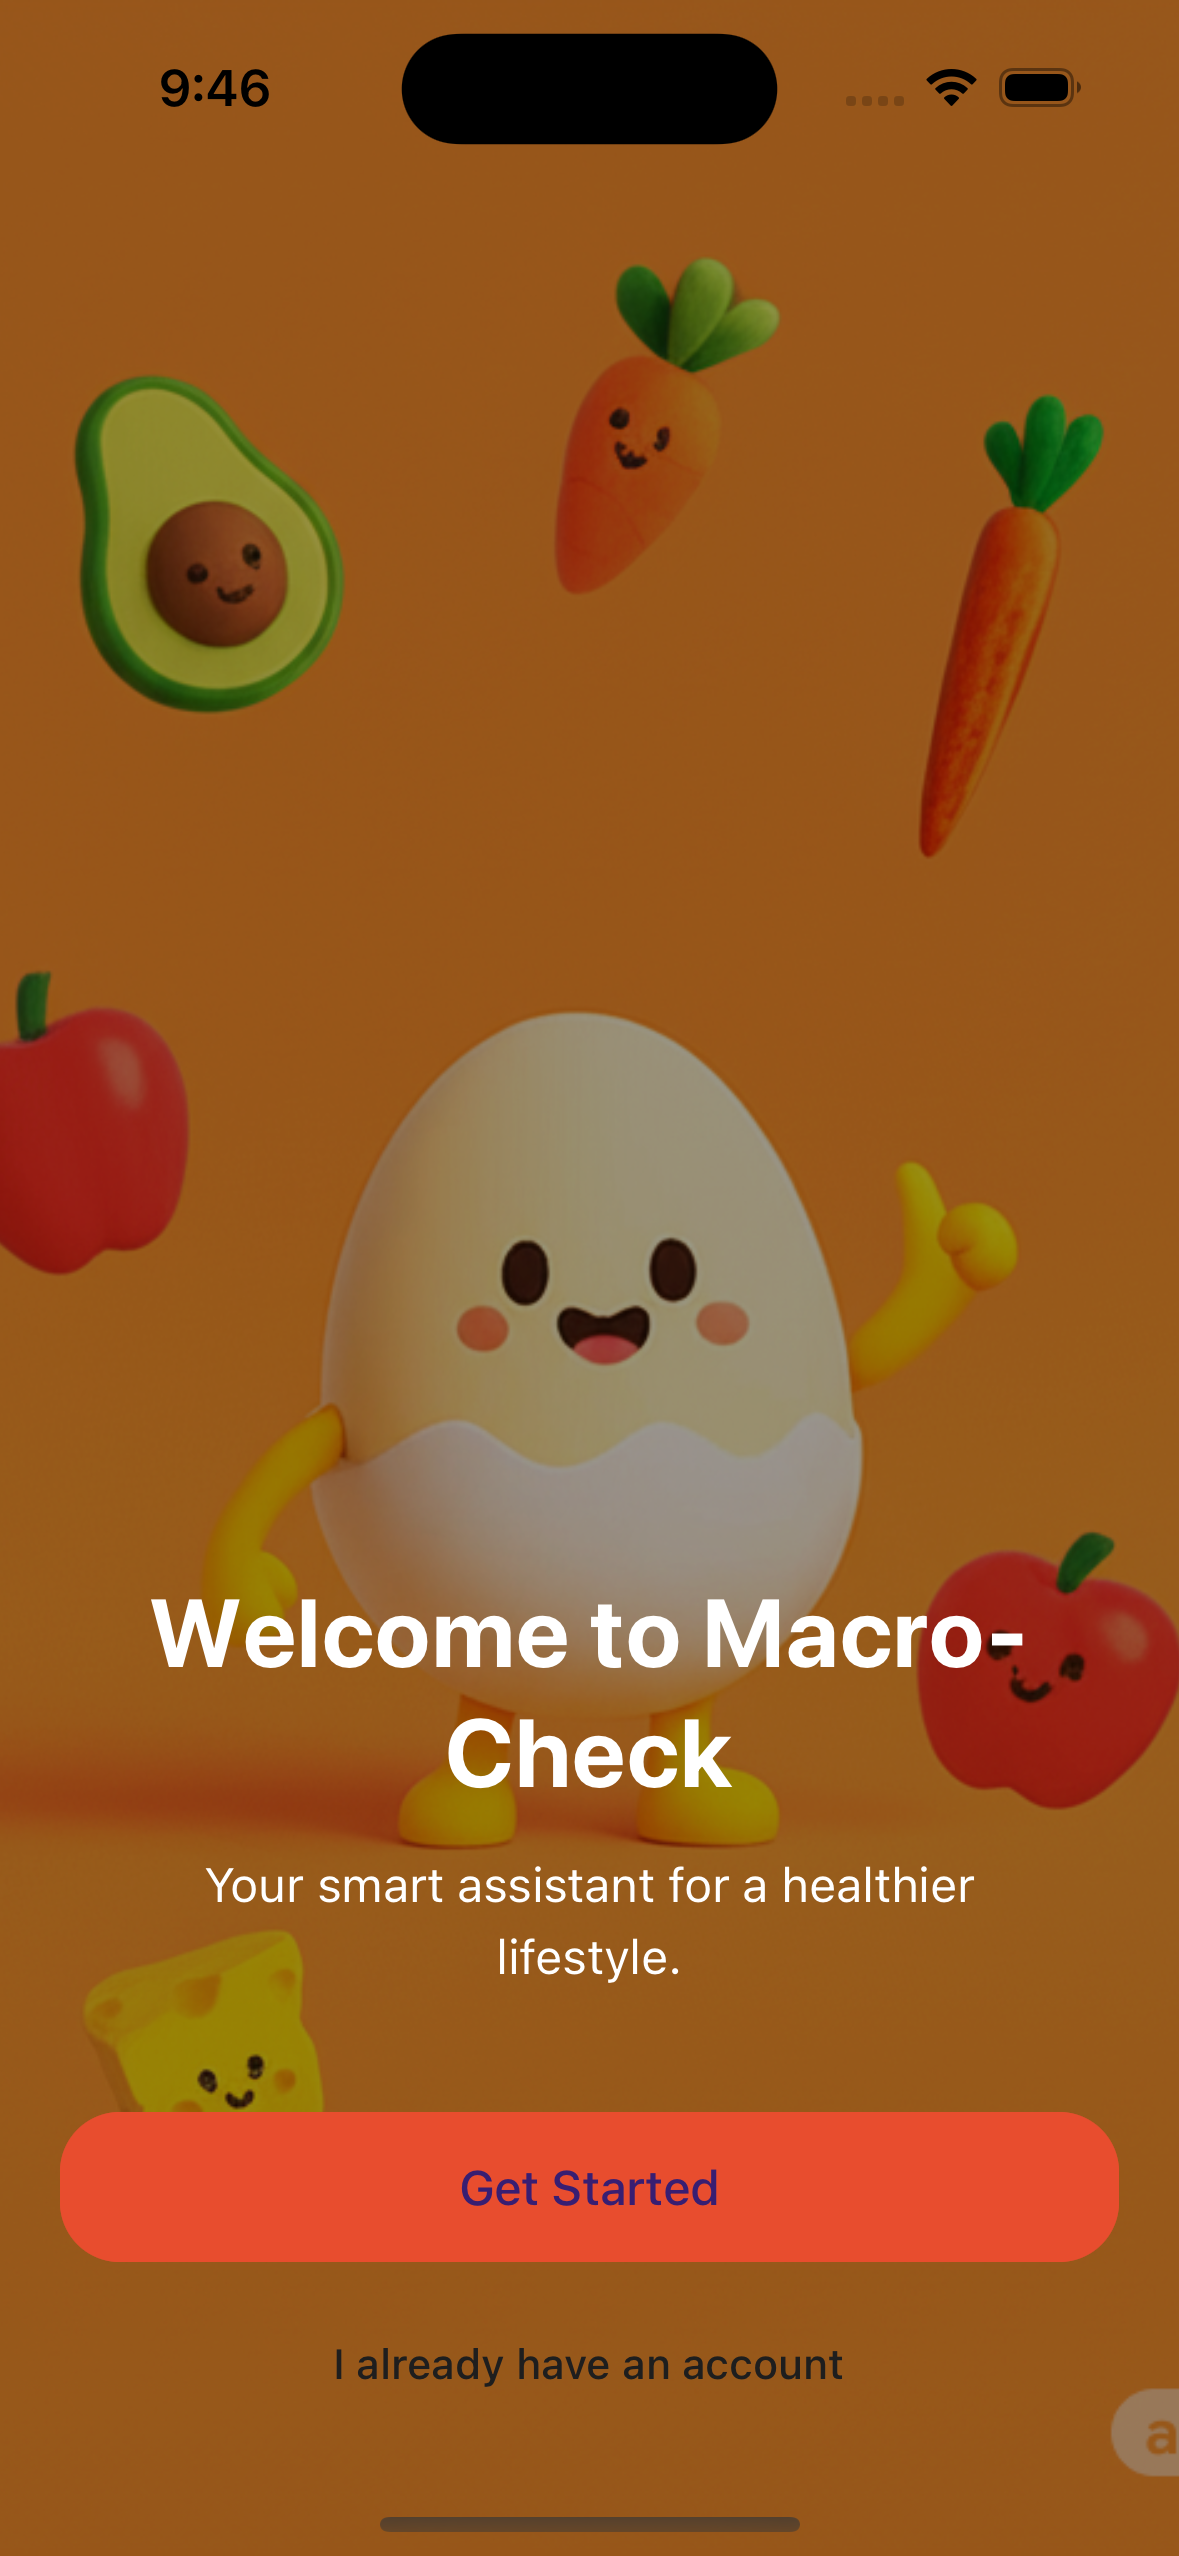 9:46
Welcome to Macro-
Check
Your smart assistant for a healthier
lifestyle.
Get Started
I already have an account
a